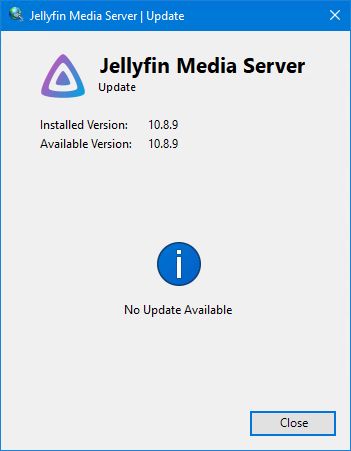 Jellyfin Media Server | Update
Jellyfin Media Server
Update
Installed Version: 10.8.9
Available Version: 10.8.9
i
No Update Available
Close